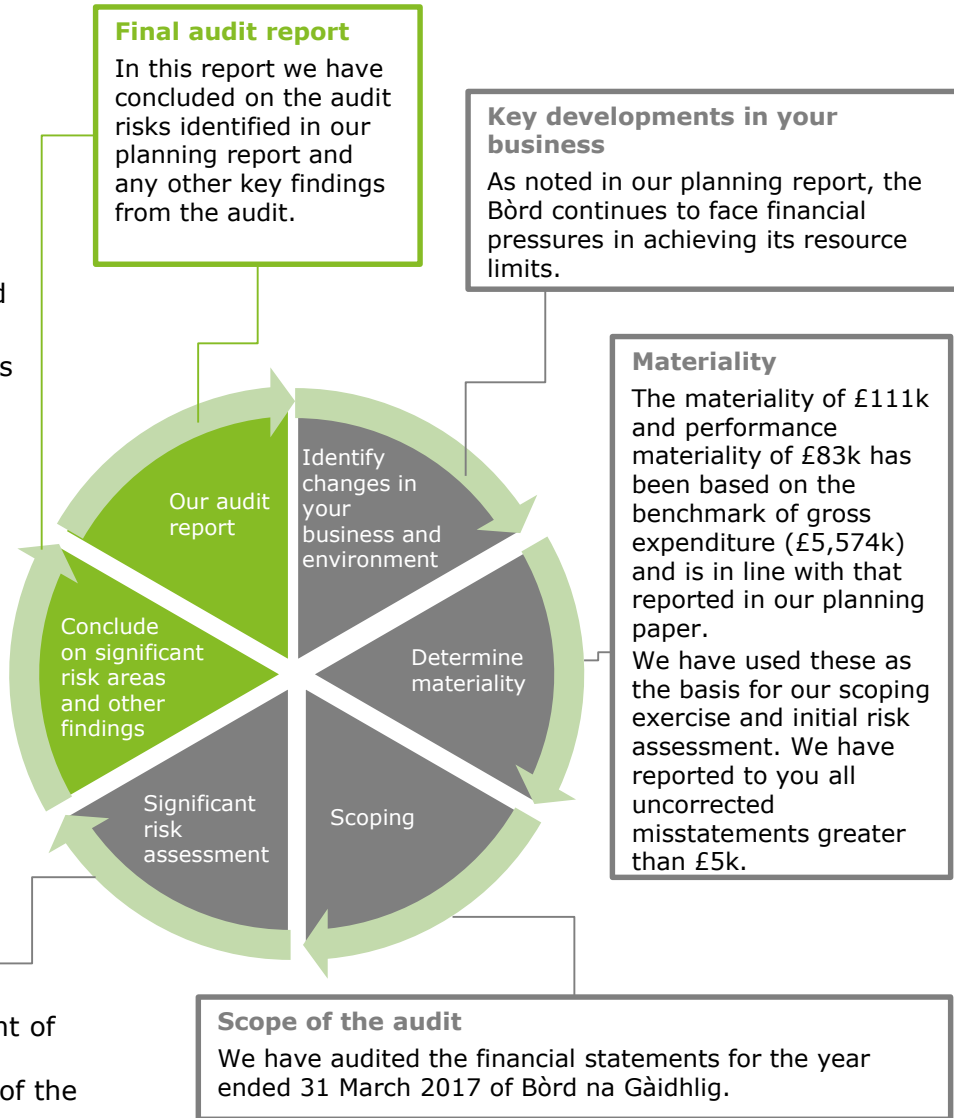 Final audit report
In this report we have
concluded on the audit
risks identified in our
planning report and
any other key findings
from the audit.
Key developments in your
business
As noted in our planning report, the
Bòrd continues to face financial
pressures in achieving its resource
limits.
Materiality
The materiality of £111k
and performance
materiality of £83k has
been based on the
benchmark of gross
expenditure (£5,574k)
and is in line with that
reported in our planning
paper.
We have used these as
the basis for our scoping
exercise and initial risk
assessment. We have
reported to you all
uncorrected
misstatements greater
than £5k.
Identify
changes in
your
business and
environment
Determine
materiality
Scoping
Significant
risk
assessment
Conclude
on significant
risk areas
and other
findings
Our audit
report
Scope of the audit
We have audited the financial statements for the year
ended 31 March 2017 of Bòrd na Gàidhlig.
of the